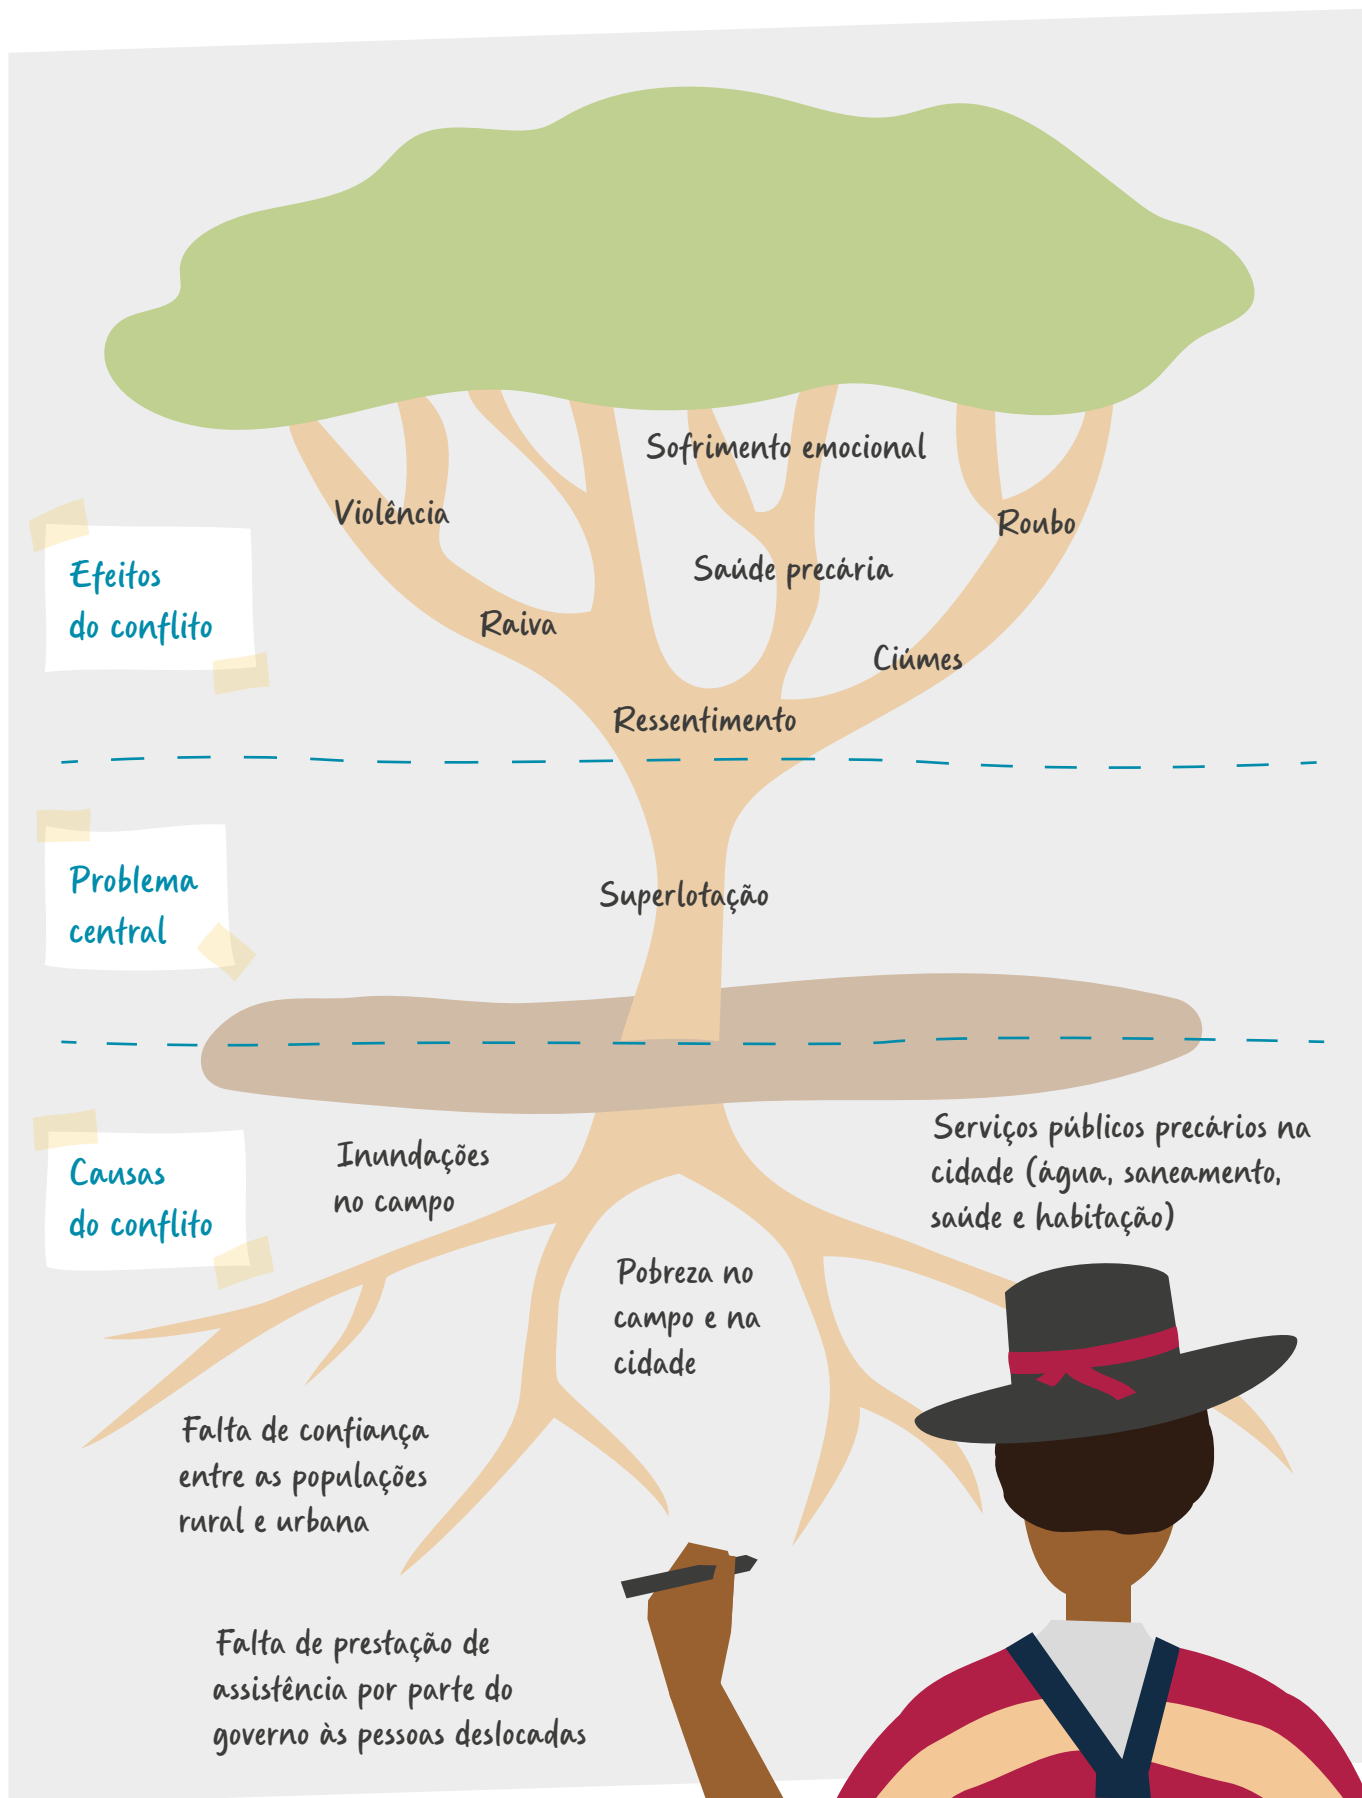 Sofrimento emocional
Violência
Roubo
Efeitos
do conflito
Saúde precária
Raiva
Ciúmes
Ressentimento
Problema
central
Superlotação
Causas
do conflito
Inundações
no campo
Serviços públicos precários na
cidade (água, saneamento,
saúde e habitação)
Pobreza no
campo e na
cidade
Falta de confiança
entre as populações
rural e urbana
Falta de prestação de
assistência por parte do
governo às pessoas deslocadas